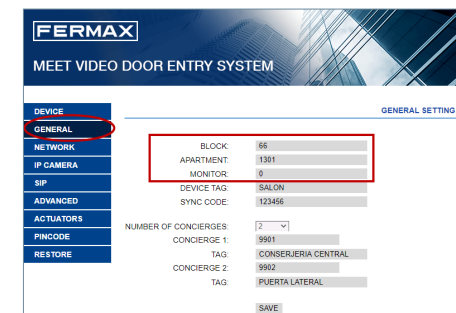 FERMAX
MEET VIDEO DOOR ENTRY SYSTEM
DEVICE
GENERAL
NETWORK
IP CAMERA
SIP
ADVANCED
ACTUATORS
PINCODE
RESTORE
GENERAL SETTING
BLOCK: 66
APARTMENT: 1301
MONITOR: 0
DEVICE TAG: SALON
SYNC CODE: 123456
NUMBER OF CONCIERGES: 2
CONCIERGE 1: 9901
TAG: CONSERJERIA CENTRAL
CONCIERGE 2: 9902
TAG: PUERTA LATERAL
SAVE